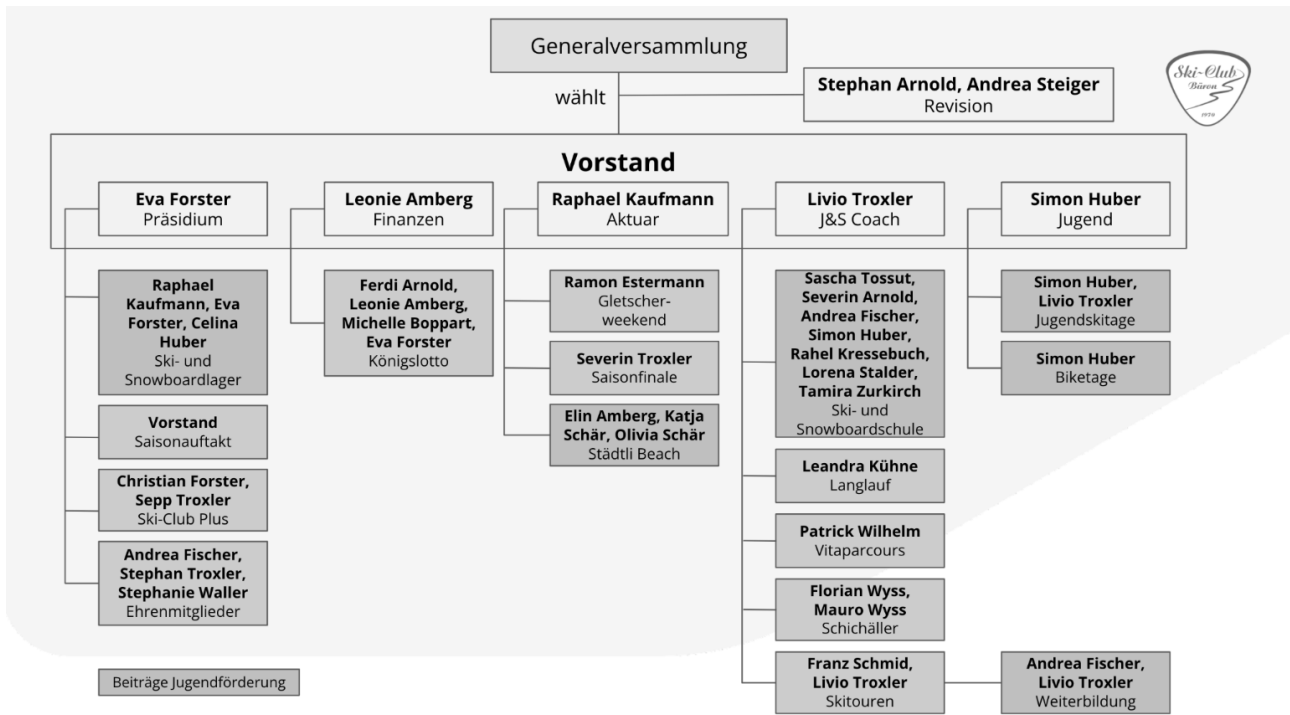 Generalversammlung
wählt
Stephan Arnold, Andrea Steiger
Revision
Ski-Club
Büron
1970
Vorstand
Eva Forster
Präsidium
Leonie Amberg
Finanzen
Raphael Kaufmann
Aktuar
Livio Troxler
J&S Coach
Simon Huber
Jugend
Raphael
Kaufmann, Eva
Forster, Celina
Huber
Ski- und
Snowboardlager
Vorstand
Saisonauftakt
Christian Forster,
Sepp Troxler
Ski-Club Plus
Andrea Fischer,
Stephan Troxler,
Stephanie Waller
Ehrenmitglieder
Ferdi Arnold,
Leonie Amberg,
Michelle Boppart,
Eva Forster
Königslotto
Ramon Estermann
Gletscher-
weekend
Severin Troxler
Saisonfinale
Elin Amberg, Katja
Schär, Olivia Schär
Städtli Beach
Sascha Tossut,
Severin Arnold,
Andrea Fischer,
Simon Huber,
Rahel Kressebuch,
Lorena Stalder,
Tamira Zurkirch
Ski- und
Snowboardschule
Leandra Kühne
Langlauf
Patrick Wilhelm
Vitaparcours
Florian Wyss,
Mauro Wyss
Schichäller
Franz Schmid,
Livio Troxler
Skitouren
Simon Huber,
Livio Troxler
Jugendskitage
Simon Huber
Biketage
Andrea Fischer,
Livio Troxler
Weiterbildung
Beiträge Jugendförderung